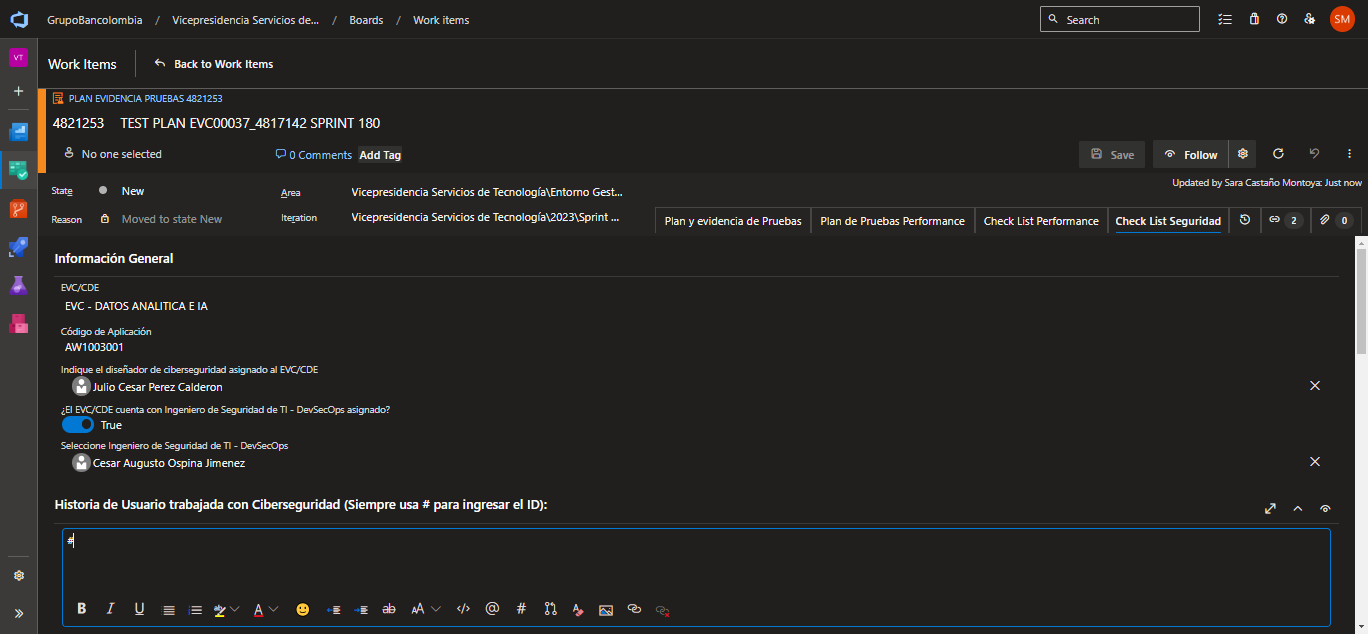 GrupoBancolombia / Vicepresidencia Servicios de... / Boards / Work items
Search
SM
VT
Work Items
Back to Work Items
PLAN EVIDENCIA PRUEBAS 4821253
4821253 TEST PLAN EVC00037_4817142 SPRINT 180
No one selected
0 Comments
Add Tag
Save
Follow
State New
Area Vicepresidencia Servicios de Tecnología\Entorno Gest...
Updated by Sara Castaño Montoya: Just now
Reason Moved to state New
Iteration Vicepresidencia Servicios de Tecnología\2023\Sprint ...
Plan y evidencia de Pruebas
Plan de Pruebas Performance
Check List Performance
Check List Seguridad
2
0
Información General
EVC/CDE
EVC - DATOS ANALITICA E IA
Código de Aplicación
AW1003001
Indique el diseñador de ciberseguridad asignado al EVC/CDE
Julio Cesar Perez Calderon
¿El EVC/CDE cuenta con Ingeniero de Seguridad de TI - DevSecOps asignado?
True
Seleccione Ingeniero de Seguridad de TI - DevSecOps
Cesar Augusto Ospina Jimenez
Historia de Usuario trabajada con Ciberseguridad (Siempre usa # para ingresar el ID):
#
B I U ab A ab AA </> @ # A